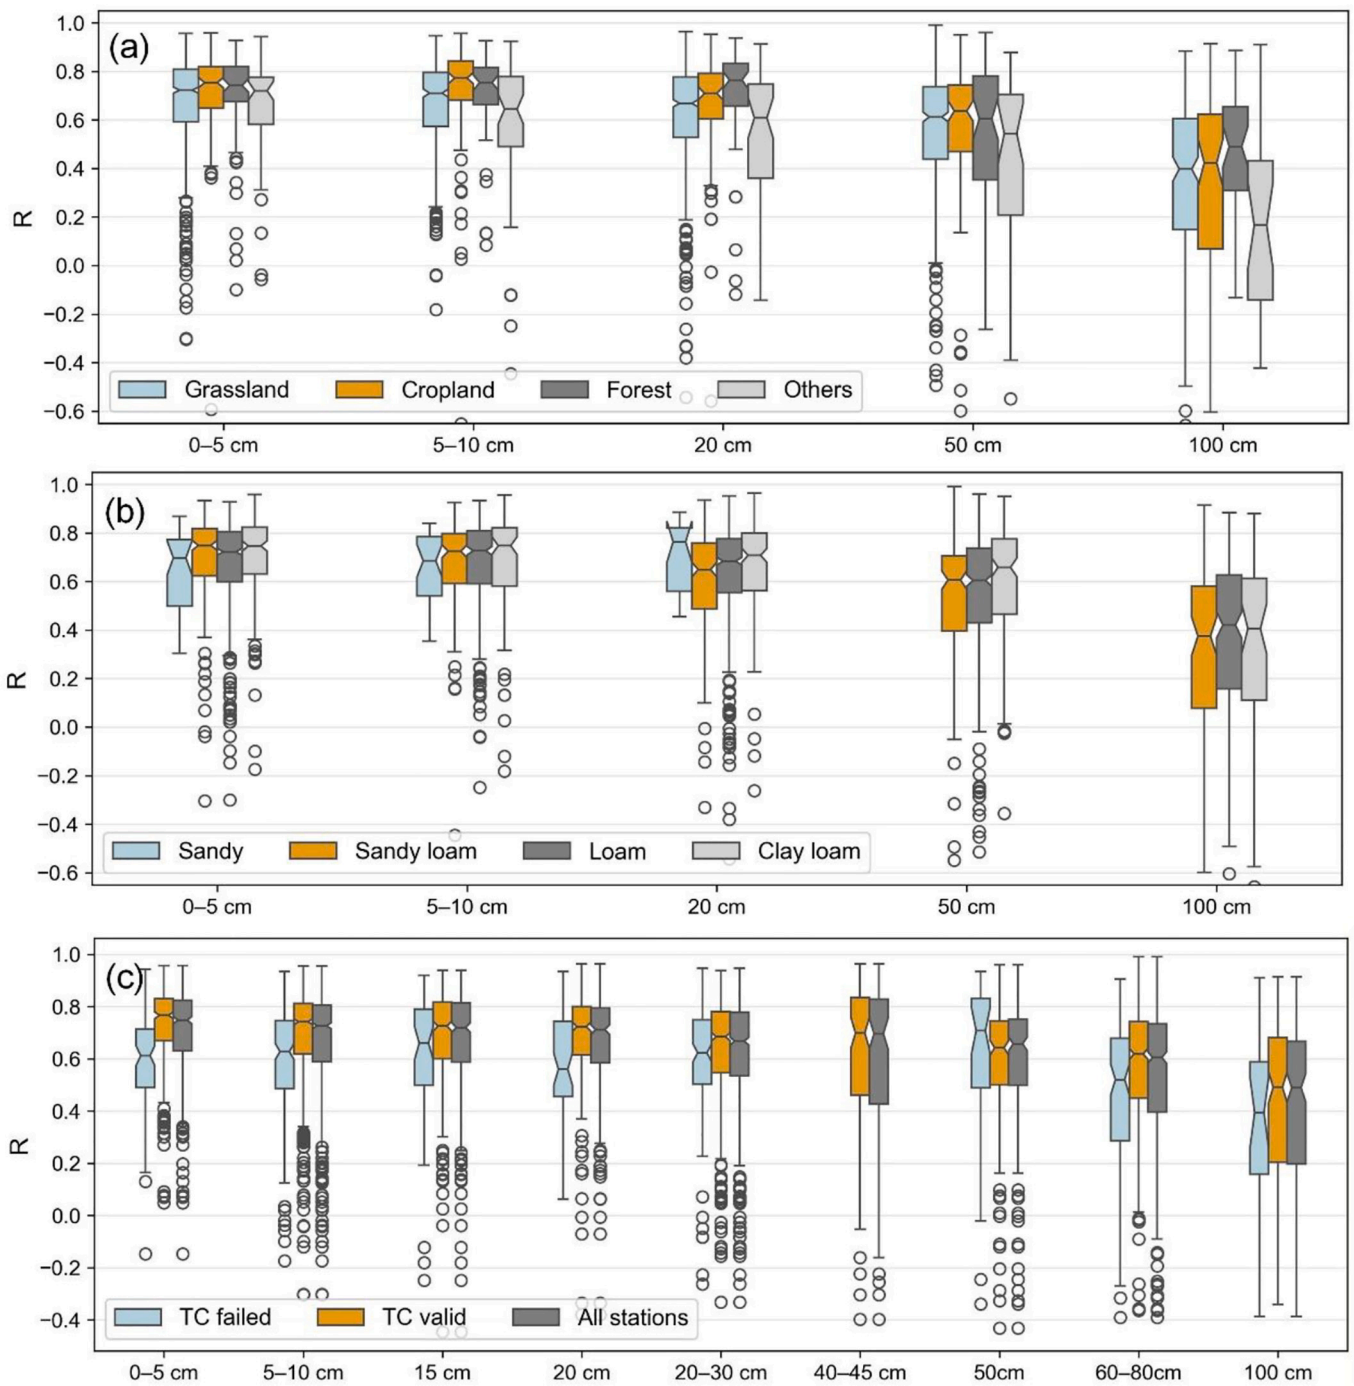 (a)
1.0
0.8
0.6
0.4
0.2
0.0
−0.2
−0.4
−0.6
R
Grassland Cropland Forest Others
0–5 cm 5–10 cm 20 cm 50 cm 100 cm
(b)
1.0
0.8
0.6
0.4
0.2
0.0
−0.2
−0.4
−0.6
R
Sandy Sandy loam Loam Clay loam
0–5 cm 5–10 cm 20 cm 50 cm 100 cm
(c)
1.0
0.8
0.6
0.4
0.2
0.0
−0.2
−0.4
R
TC failed TC valid All stations
0–5 cm 5–10 cm 15 cm 20 cm 20–30 cm 40–45 cm 50cm 60–80cm 100 cm